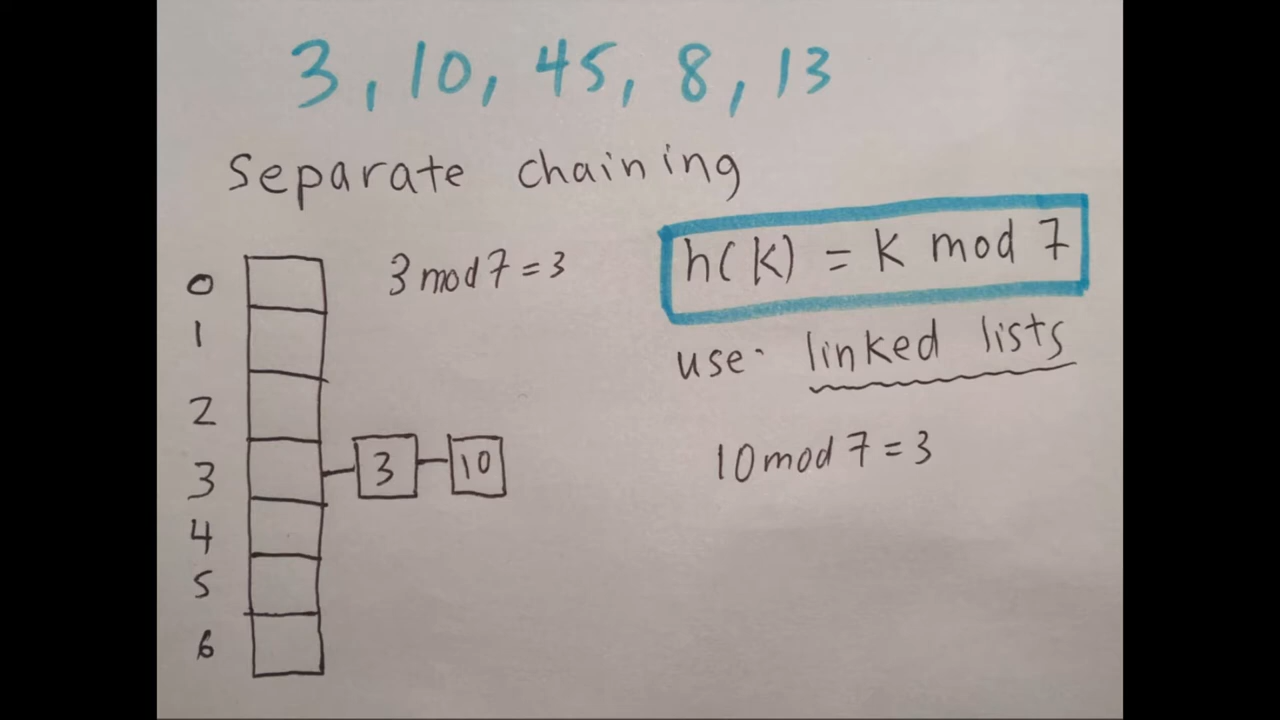 3, 10, 45, 8, 13
Separate chaining
h(k) = k mod 7
3 mod 7 = 3
use linked lists
10 mod 7 = 3
0
1
2
3 3 10
4
5
6